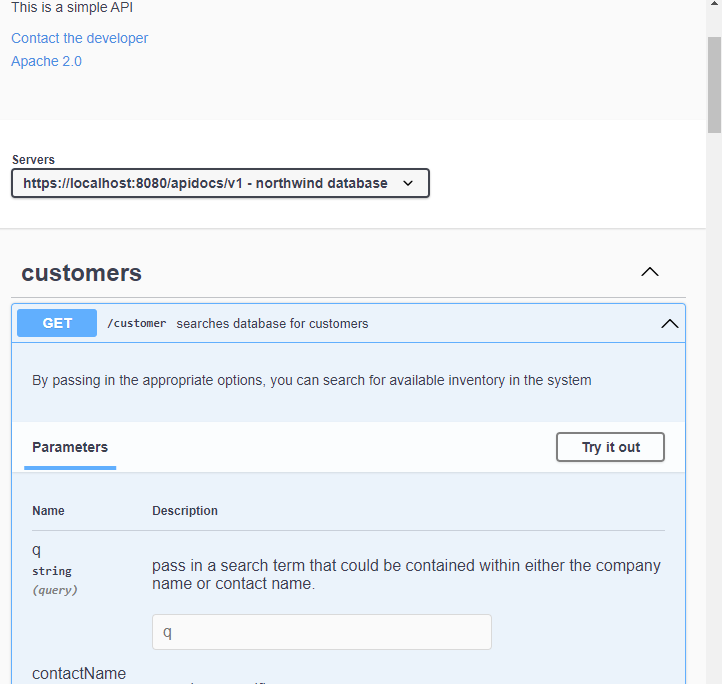 This is a simple API
Contact the developer
Apache 2.0
Servers
https://localhost:8080/apidocs/v1 - northwind database
customers
GET /customer searches database for customers
By passing in the appropriate options, you can search for available inventory in the system
Parameters Try it out
Name Description
q
string
(query)
pass in a search term that could be contained within either the company
name or contact name.
q
contactName